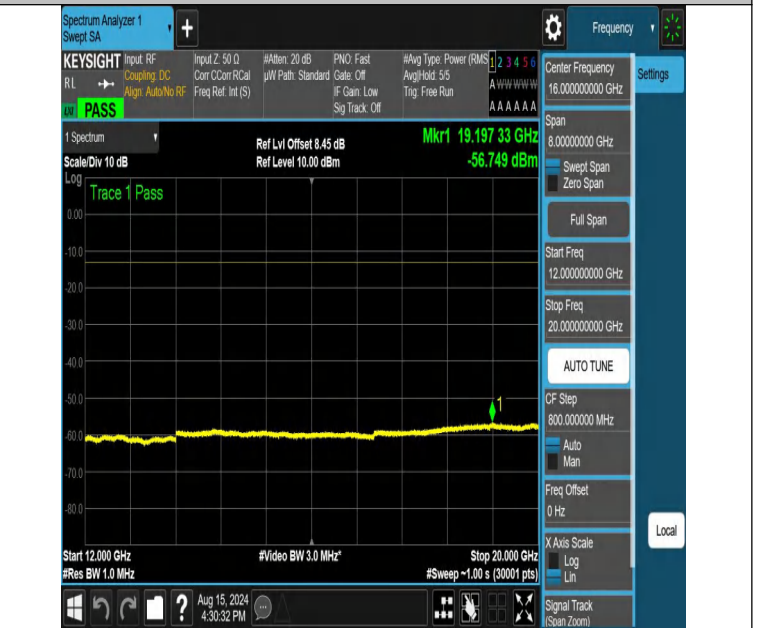 Spectrum Analyzer 1
Swept SA
+
Frequency
KEYSIGHT
RL
PASS
Input: RF
Coupling: DC
Align: Auto/No RF
Input Z: 50 Ω
Corr CCorr RCal
Freq Ref: Int (S)
#Atten: 20 dB
µW Path: Standard
PNO: Fast
Gate: Off
IF Gain: Low
Sig Track: Off
#Avg Type: Power (RMS
Avg|Hold: 5/5
Trig: Free Run
1 2 3 4 5 6
A W W W W W
A A A A A A
1 Spectrum
Scale/Div 10 dB
Ref Lvl Offset 8.45 dB
Ref Level 10.00 dBm
Mkr1 19.197 33 GHz
-56.749 dBm
Log
Trace 1 Pass
0.00
-10.0
-20.0
-30.0
-40.0
-50.0
-60.0
-70.0
-80.0
1
Start 12.000 GHz
#Res BW 1.0 MHz
#Video BW 3.0 MHz*
Stop 20.000 GHz
#Sweep ~1.00 s (30001 pts)
Center Frequency
16.000000000 GHz
Settings
Span
8.00000000 GHz
Swept Span
Zero Span
Full Span
Start Freq
12.000000000 GHz
Stop Freq
20.000000000 GHz
AUTO TUNE
CF Step
800.000000 MHz
Auto
Man
Freq Offset
0 Hz
X Axis Scale
Log
Lin
Local
Signal Track
(Span Zoom)
?
Aug 15, 2024
4:30:32 PM